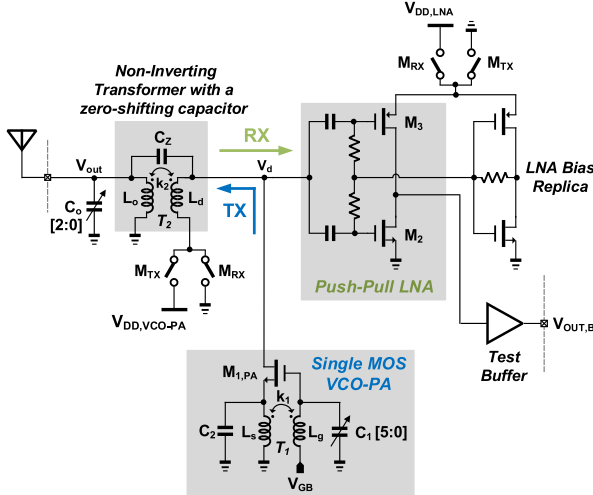 V_DD,LNA
M_RX
M_TX
Non-Inverting
Transformer with a
zero-shifting capacitor
C_Z
RX
M_3
V_out
k_2
V_d
LNA Bias
Replica
L_o
L_d
C_o
[2:0]
T_2
TX
M_2
M_TX
M_RX
Push-Pull LNA
V_DD,VCO-PA
V_OUT,B
Test
Buffer
Single MOS
VCO-PA
M_1,PA
k_1
C_2
L_s
L_g
C_1 [5:0]
T_1
V_GB